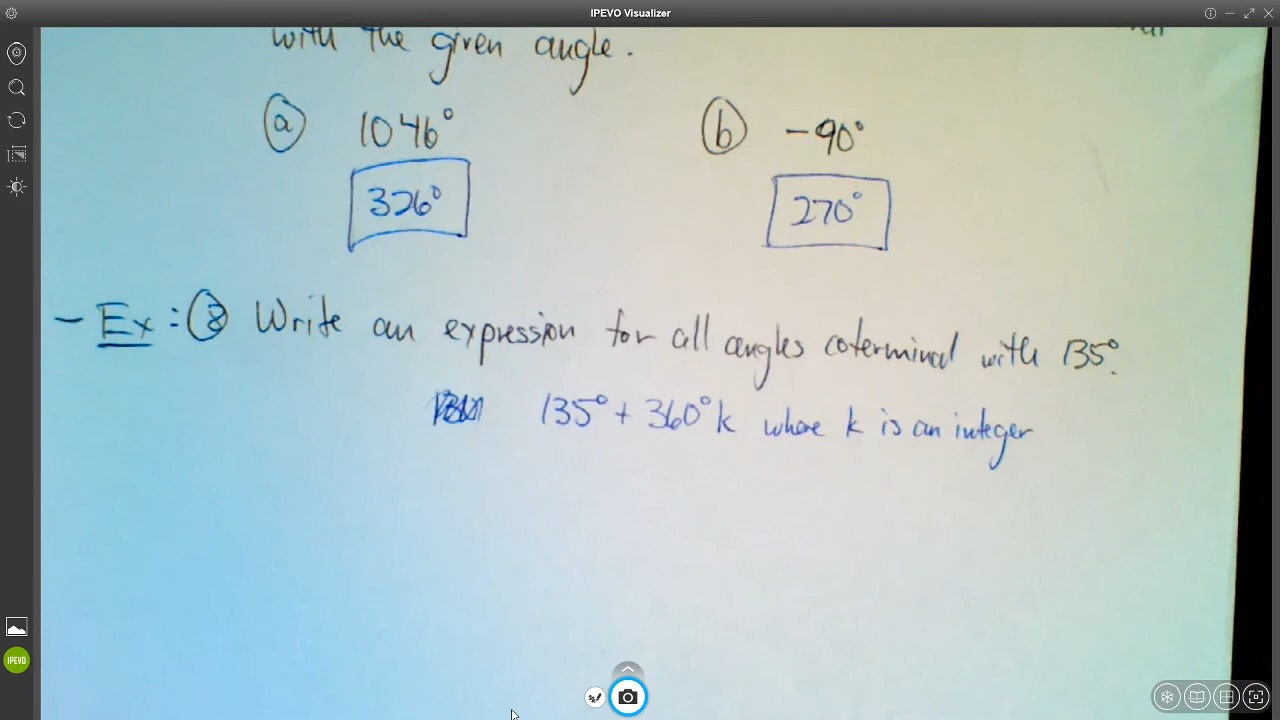 IPEVO Visualizer
with the given angle.
(a) 1046° (b) -90°
326° 270°
- Ex: (8) Write an expression for all angles coterminal with 135°.
135° + 360°k where k is an integer
IPEVO